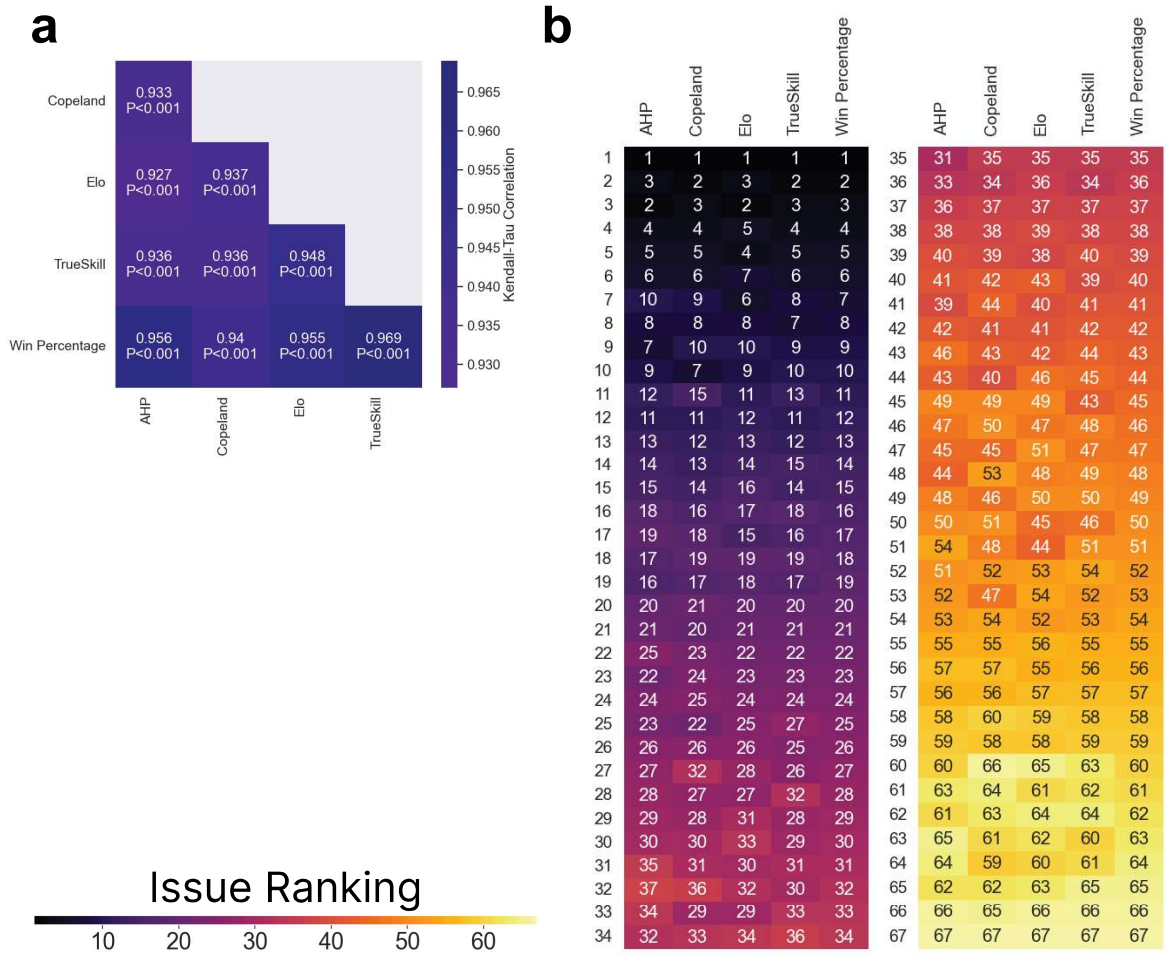 a
Copeland
0.933
P<0.001
Elo
0.927 0.937
P<0.001 P<0.001
TrueSkill
0.936 0.936 0.948
P<0.001 P<0.001 P<0.001
Win Percentage
0.956 0.94 0.955 0.969
P<0.001 P<0.001 P<0.001 P<0.001
AHP Copeland Elo TrueSkill
0.965
0.960
0.955
0.950
0.945
0.940
0.935
0.930
Kendall-Tau Correlation
b
AHP Copeland Elo TrueSkill Win Percentage
1 1 1 1 1 1
2 3 2 3 2 2
3 2 3 2 3 3
4 4 4 5 4 4
5 5 5 4 5 5
6 6 6 7 6 6
7 10 9 6 8 7
8 8 8 8 7 8
9 7 10 10 9 9
10 9 7 9 10 10
11 12 15 11 13 11
12 11 11 12 11 12
13 13 12 13 12 13
14 14 13 14 15 14
15 15 14 16 14 15
16 18 16 17 18 16
17 19 18 15 16 17
18 17 19 19 19 18
19 16 17 18 17 19
20 20 21 20 20 20
21 21 20 21 21 21
22 25 23 22 22 22
23 22 24 23 23 23
24 24 25 24 24 24
25 23 22 25 27 25
26 26 26 26 25 26
27 27 32 28 26 27
28 28 27 27 32 28
29 29 28 31 28 29
30 30 30 33 29 30
31 35 31 30 31 31
32 37 36 32 30 32
33 34 29 29 33 33
34 32 33 34 36 34
AHP Copeland Elo TrueSkill Win Percentage
35 31 35 35 35 35
36 33 34 36 34 36
37 36 37 37 37 37
38 38 38 39 38 38
39 40 39 38 40 39
40 41 42 43 39 40
41 39 44 40 41 41
42 42 41 41 42 42
43 46 43 42 44 43
44 43 40 46 45 44
45 49 49 49 43 45
46 47 50 47 48 46
47 45 45 51 47 47
48 44 53 48 49 48
49 48 46 50 50 49
50 50 51 45 46 50
51 54 48 44 51 51
52 51 52 53 54 52
53 52 47 54 52 53
54 53 54 52 53 54
55 55 55 56 55 55
56 57 57 55 56 56
57 56 56 57 57 57
58 58 60 59 58 58
59 59 58 58 59 59
60 60 66 65 63 60
61 63 64 61 62 61
62 61 63 64 64 62
63 65 61 62 60 63
64 64 59 60 61 64
65 62 62 63 65 65
66 66 65 66 66 66
67 67 67 67 67 67
Issue Ranking
10 20 30 40 50 60